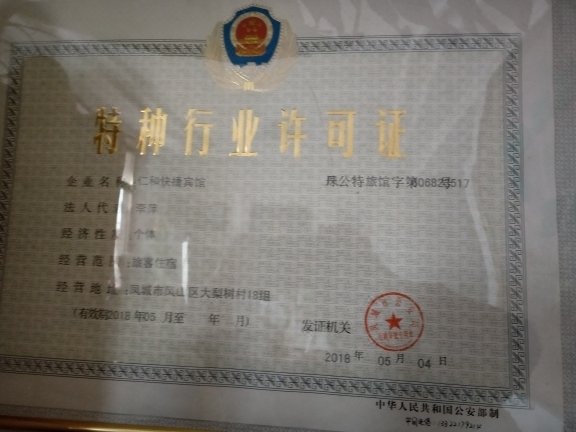 特种行业许可证
企业名称 仁和快捷宾馆
公特旅馆字第
法人代 李萍
经济性 个体
经营范 旅客住宿
经营地 凤城市凤山区大梨树村18组
(有效期2018年05月至 年 月)
发证机关
2018年05月04日
中华人民共和国公安部制